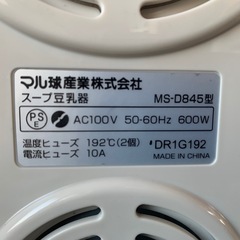 マル球産業株式会社
スープ豆乳器 MS-D845型
PS E AC100V 50-60Hz 600W
温度ヒューズ 192℃(2個) *DR1G192
電流ヒューズ 10A MADE IN CHINA